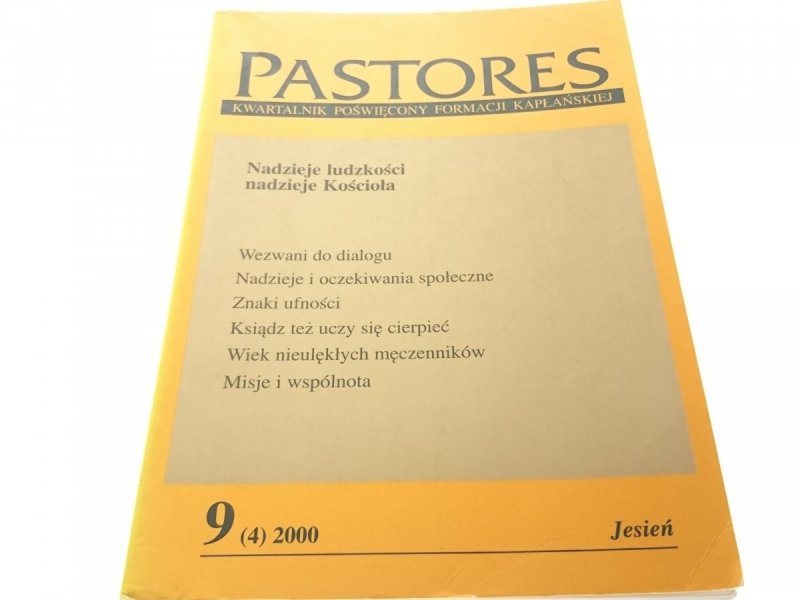 PASTORES
KWARTALNIK POŚWIĘCONY FORMACJI KAPŁAŃSKIEJ
Nadzieje ludzkości
nadzieje Kościoła
Wezwani do dialogu
Nadzieje i oczekiwania społeczne
Znaki ufności
Ksiądz też uczy się cierpieć
Wiek nieulękłych męczenników
Misje i wspólnota
9 (4) 2000
Jesień